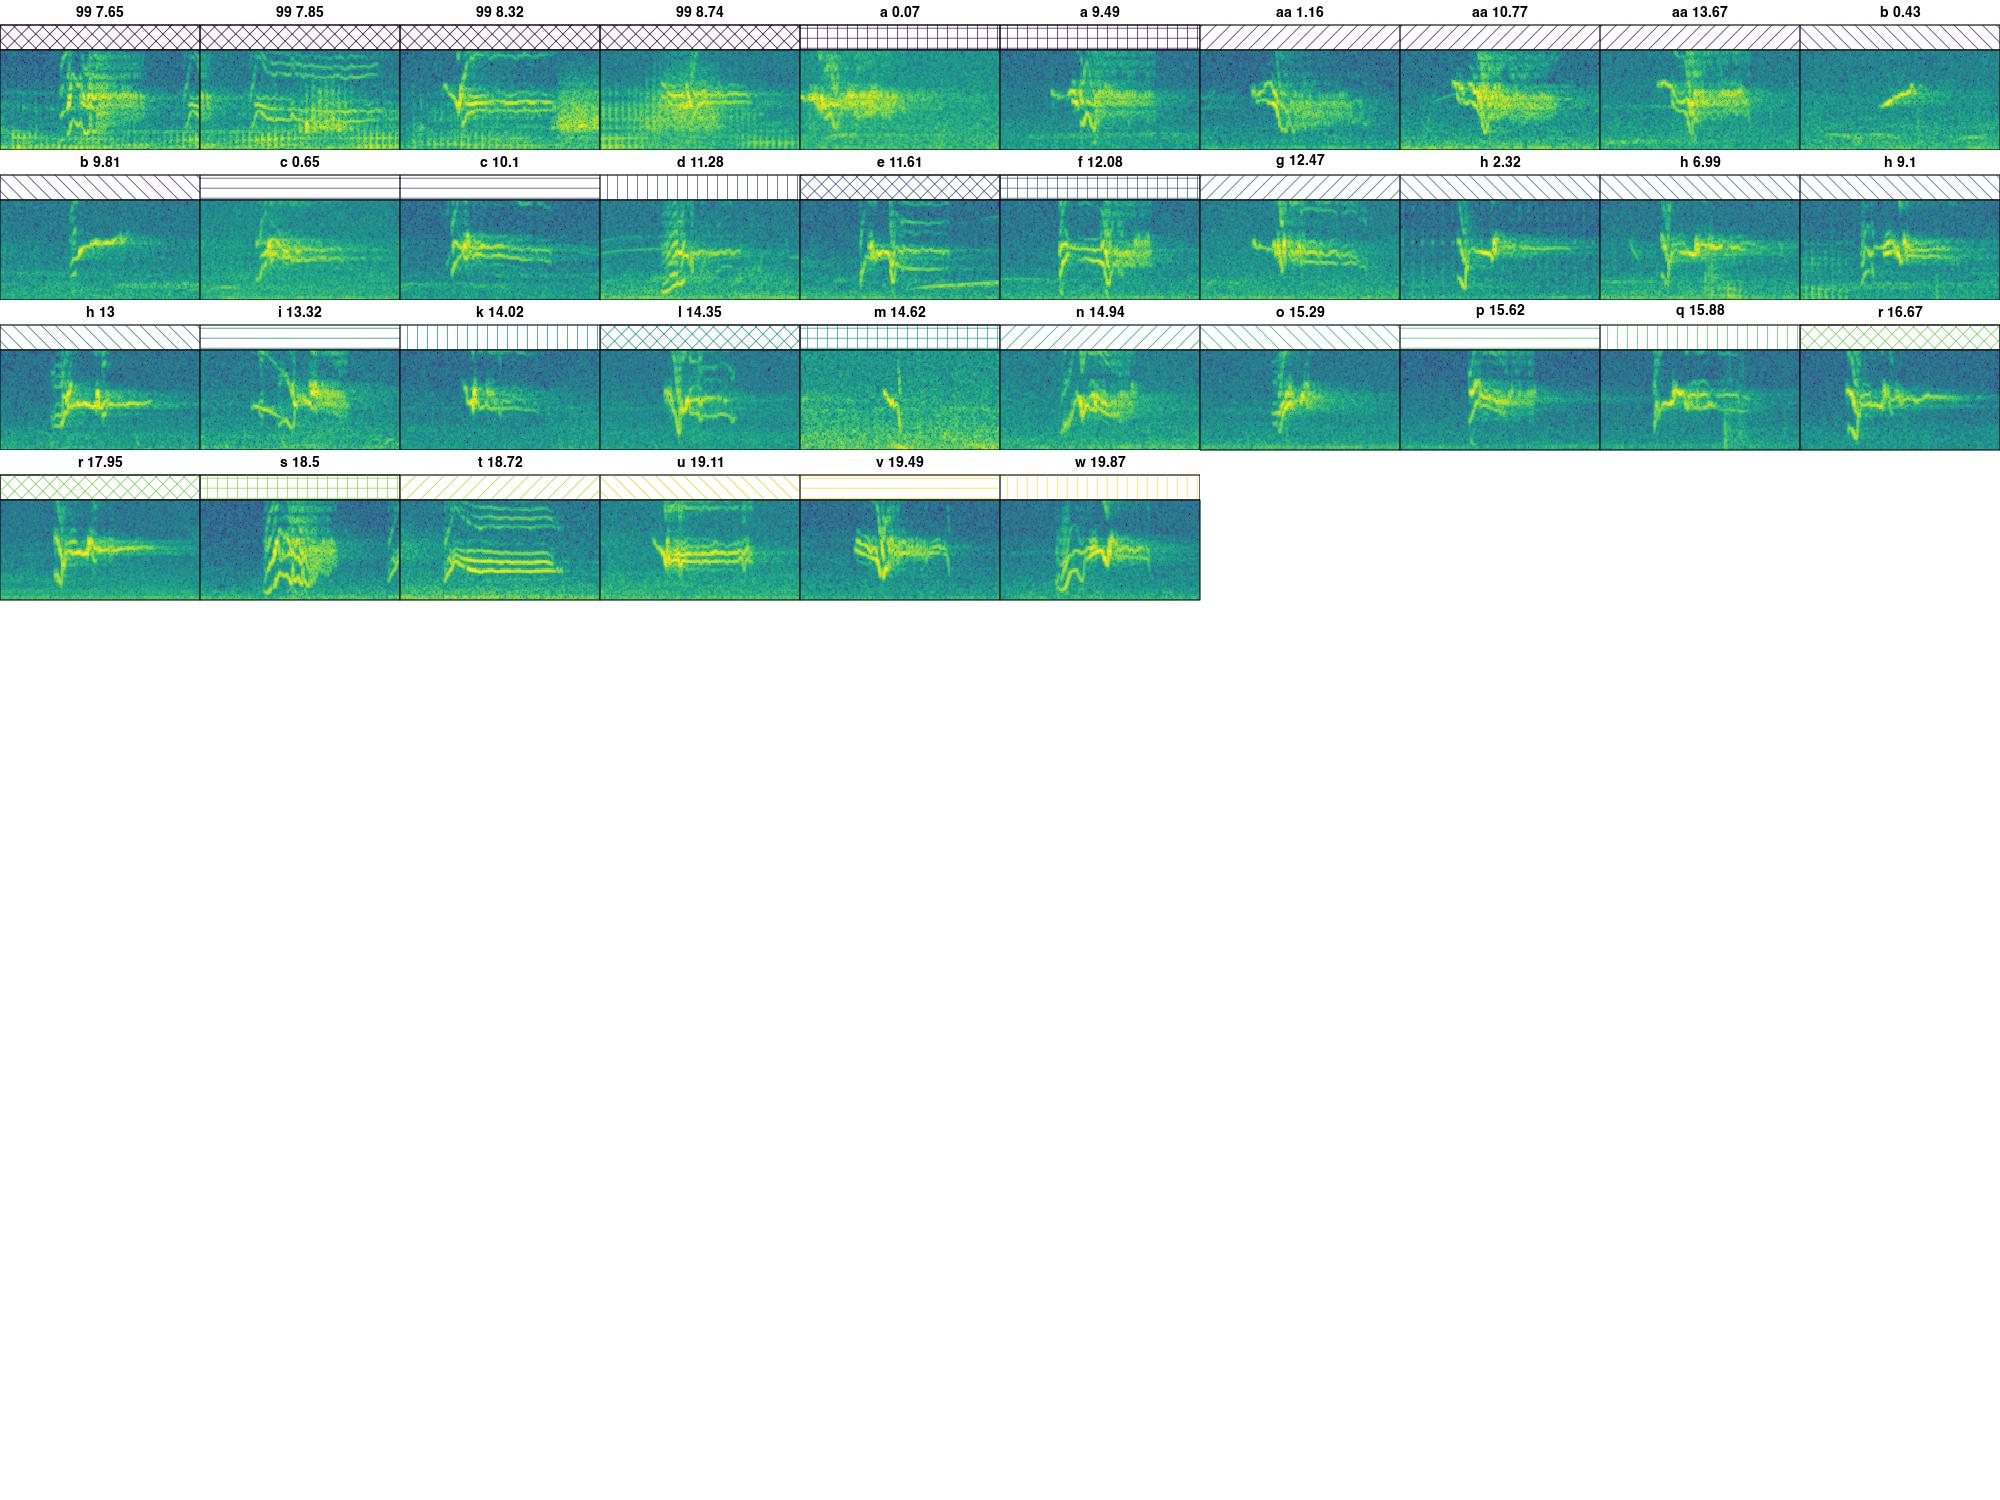 99 7.65 99 7.85 99 8.32 99 8.74 a 0.07 a 9.49 aa 1.16 aa 10.77 aa 13.67 b 0.43
b 9.81 c 0.65 c 10.1 d 11.28 e 11.61 f 12.08 g 12.47 h 2.32 h 6.99 h 9.1
h 13 i 13.32 k 14.02 l 14.35 m 14.62 n 14.94 o 15.29 p 15.62 q 15.88 r 16.67
r 17.95 s 18.5 t 18.72 u 19.11 v 19.49 w 19.87